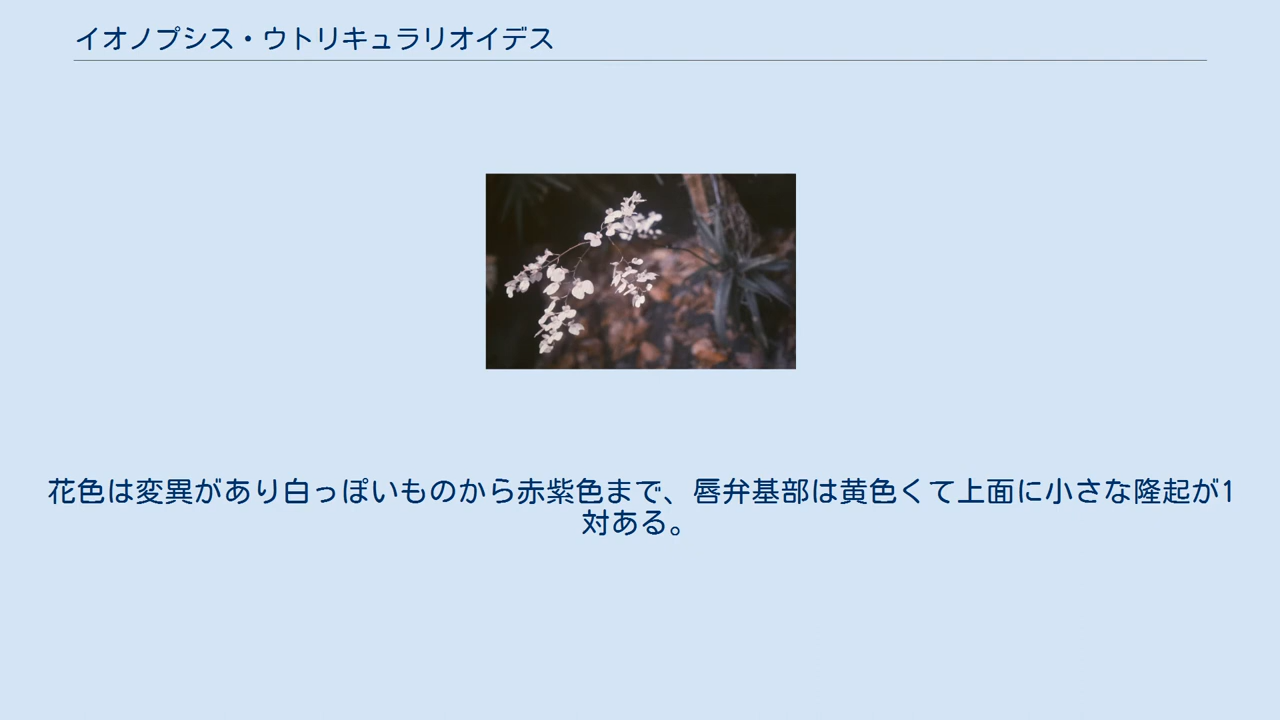 イオノプシス・ウトリキュラリオイデス
花色は変異があり白っぽいものから赤紫色まで、唇弁基部は黄色くて上面に小さな隆起が1
対ある。